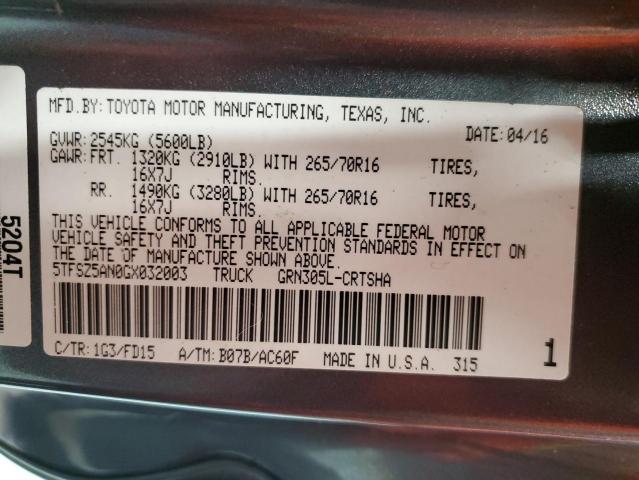 MFD.BY: TOYOTA MOTOR MANUFACTURING, TEXAS, INC.
GVWR: 2545KG (5600LB) DATE: 04/16
GAWR: FRT. 1320KG (2910LB) WITH 265/70R16 TIRES,
16X7J RIMS.
RR. 1490KG (3280LB) WITH 265/70R16 TIRES,
16X7J RIMS.
THIS VEHICLE CONFORMS TO ALL APPLICABLE FEDERAL MOTOR
VEHICLE SAFETY AND THEFT PREVENTION STANDARDS IN EFFECT ON
THE DATE OF MANUFACTURE SHOWN ABOVE.
5TFSZ5AN0GX032003 TRUCK GRN305L-CRTSHA
C/TR: 1G3/FD15 A/TM: B07B/AC60F MADE IN U.S.A. 315 1
5204T